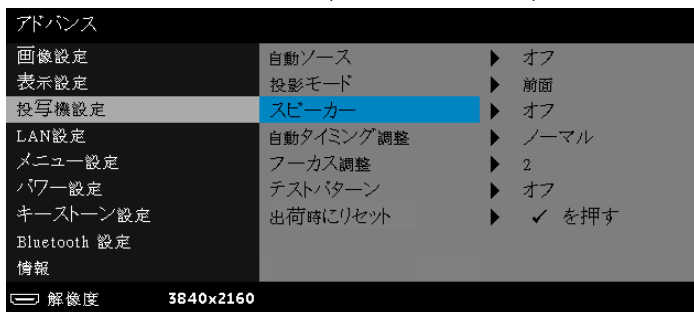 アドバンス
画像設定
表示設定
投写機設定
LAN設定
メニュー設定
パワー設定
キーストーン設定
Bluetooth 設定
情報
自動ソース ▶ オフ
投影モード ▶ 前面
スピーカー ▶ オフ
自動タイミング調整 ▶ ノーマル
フーカス調整 ▶ 2
テストパターン ▶ オフ
出荷時にリセット ▶ ✓ を押す
解像度 3840x2160